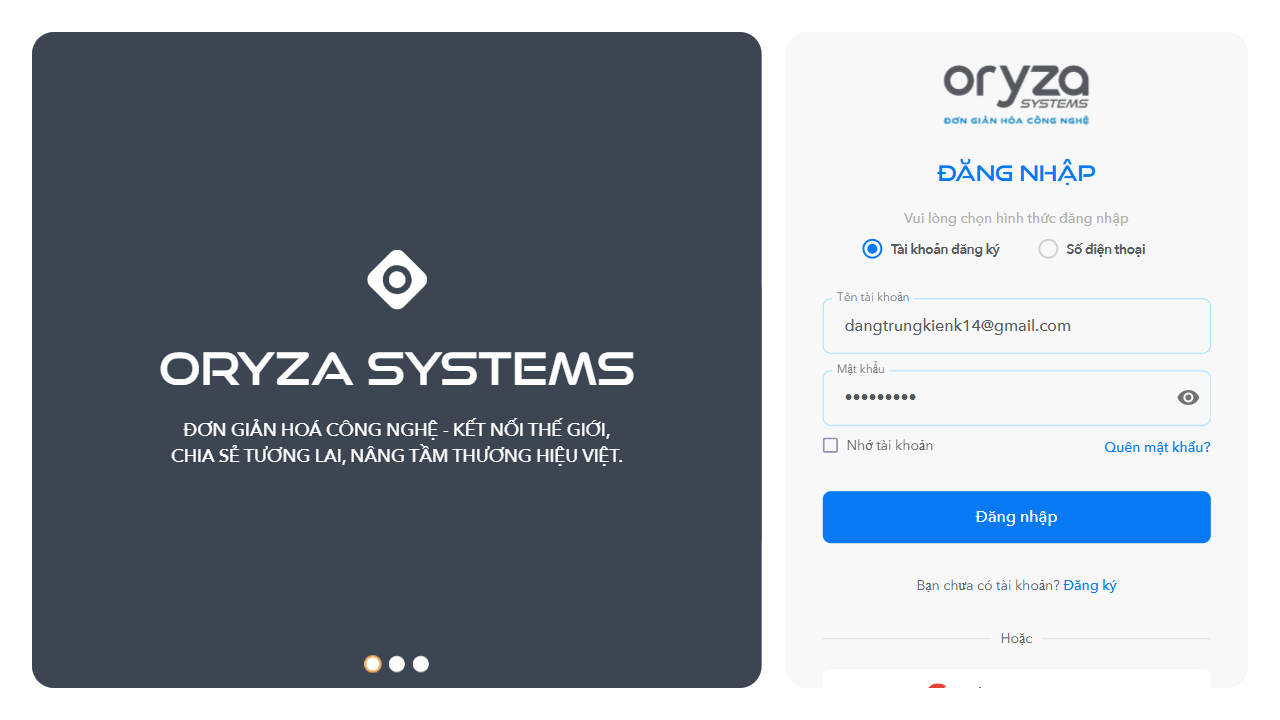 ORYZA SYSTEMS
ĐƠN GIẢN HOÁ CÔNG NGHỆ - KẾT NỐI THẾ GIỚI,
CHIA SẺ TƯƠNG LAI, NÂNG TẦM THƯƠNG HIỆU VIỆT.
oryza
SYSTEMS
ĐƠN GIẢN HÓA CÔNG NGHỆ
ĐĂNG NHẬP
Vui lòng chọn hình thức đăng nhập
Tài khoản đăng ký
Số điện thoại
Tên tài khoản
dangtrungkienk14@gmail.com
Mật khẩu
•••••••••
Nhớ tài khoản
Quên mật khẩu?
Đăng nhập
Bạn chưa có tài khoản? Đăng ký
Hoặc